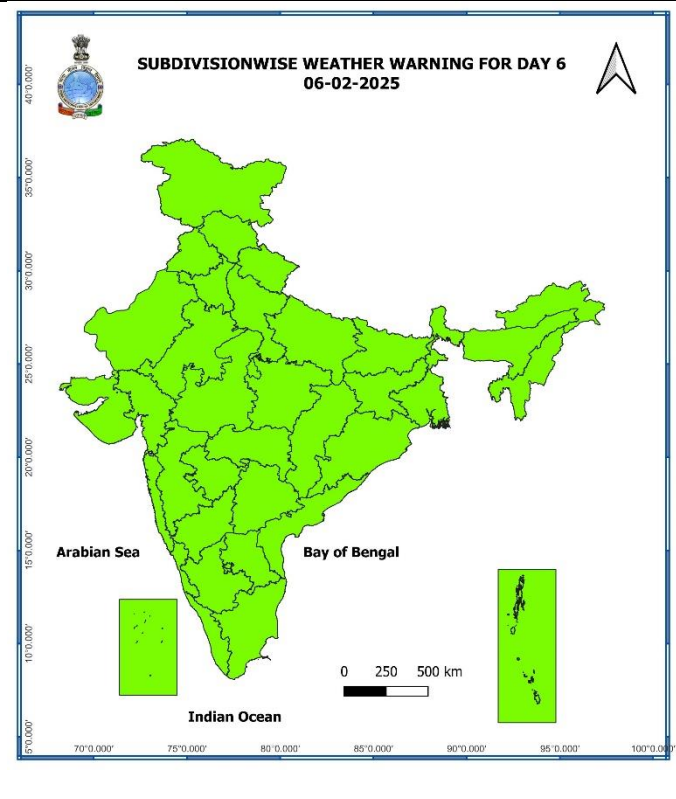 SUBDIVISIONWISE WEATHER WARNING FOR DAY 6
06-02-2025
40°0.000'
35°0.000'
30°0.000'
25°0.000'
20°0.000'
15°0.000'
10°0.000'
5°0.000'
Arabian Sea
Bay of Bengal
0 250 500 km
Indian Ocean
70°0.000' 75°0.000' 80°0.000' 85°0.000' 90°0.000' 95°0.000' 100°0.000'